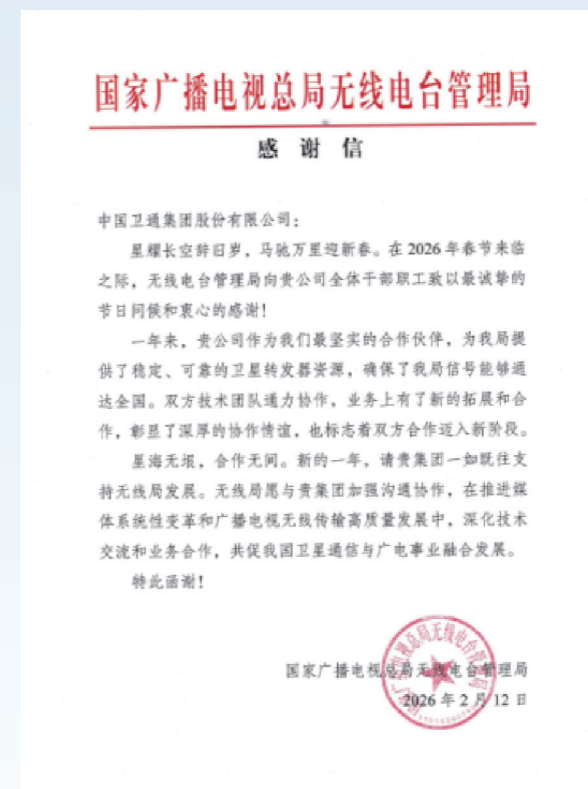 国家广播电视总局无线电台管理局
感谢信
中国卫通集团股份有限公司：
星耀长空辞旧岁，马驰万里迎新春。在2026年春节来临
之际，无线电台管理局向贵公司全体干部职工致以最诚挚的
节日问候和衷心的感谢！
一年来，贵公司作为我们最坚实的合作伙伴，为我局提
供了稳定、可靠的卫星转发器资源，确保了我局信号能够通
达全国。双方技术团队通力协作，业务上有了新的拓展和合
作，彰显了深厚的协作情谊，也标志着双方合作迈入新阶段。
星海无垠，合作无间。新的一年，请贵集团一如既往支
持无线局发展。无线局愿与贵集团加强沟通协作，在推进媒
体系统性变革和广播电视无线传输高质量发展中，深化技术
交流和业务合作，共促我国卫星通信与广电事业融合发展。
特此函谢！
国家广播电视总局无线电台管理局
2026年2月12日
国家广播电视总局无线电台管理局